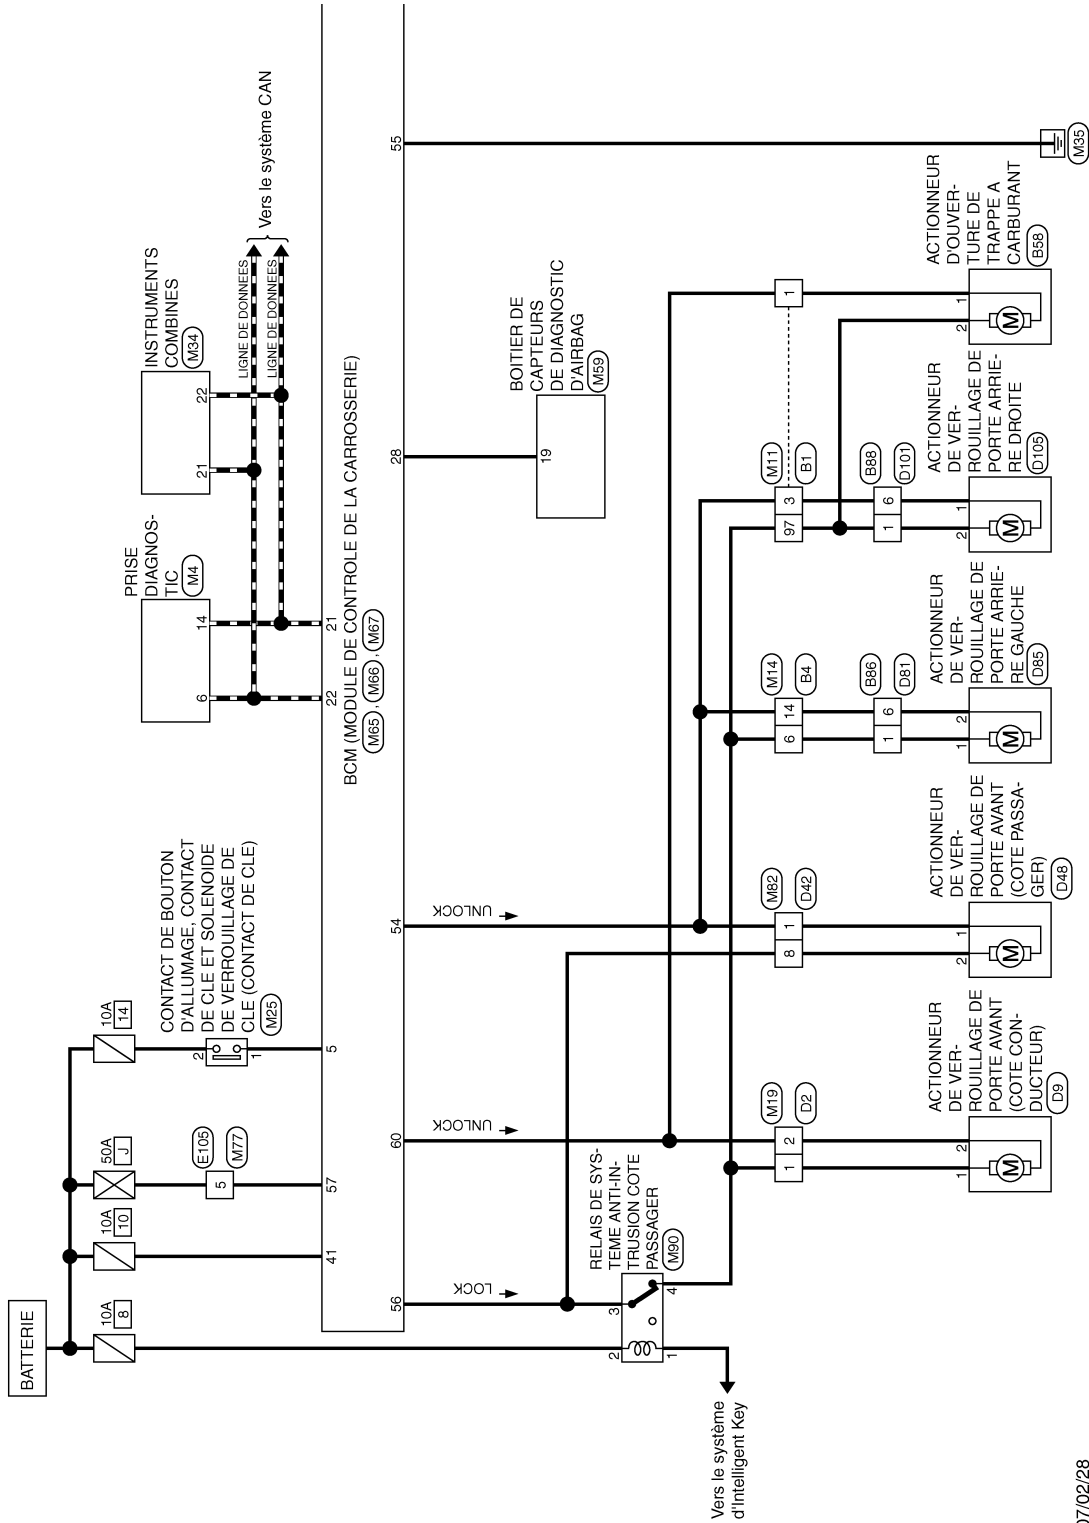 BATTERIE
10A
8
10A
10
50A
J
10A
14
E105
M77
5
CONTACT DE BOUTON
D'ALLUMAGE, CONTACT
DE CLE ET SOLENOIDE
DE VERROUILLAGE DE
CLE (CONTACT DE CLE)
M25
2
1
PRISE
DIAGNOS-
TIC
M4
6
14
INSTRUMENTS
COMBINES
M34
21
22
LIGNE DE DONNEES
LIGNE DE DONNEES
Vers le système CAN
41
57
5
22
21
BCM (MODULE DE CONTROLE DE LA CARROSSERIE)
M65 , M66 , M67
56
60
54
28
55
LOCK
UNLOCK
UNLOCK
BOITIER DE
CAPTEURS
DE DIAGNOSTIC
D'AIRBAG
M59
19
RELAIS DE SYS-
TEME ANTI-IN-
TRUSION COTE
PASSAGER
M90
2
3
1
4
Vers le système
d'Intelligent Key
M19
D2
1
2
M82
D42
8
1
M14
B4
6
14
B86
D81
1
6
M11
B1
97
3
1
B88
D101
1
6
ACTIONNEUR
DE VER-
ROUILLAGE DE
PORTE AVANT
(COTE CON-
DUCTEUR)
D9
1
2
M
ACTIONNEUR
DE VER-
ROUILLAGE DE
PORTE AVANT
(COTE PASSA-
GER)
D48
2
1
M
ACTIONNEUR
DE VER-
ROUILLAGE DE
PORTE ARRIE-
RE GAUCHE
D85
1
2
M
ACTIONNEUR
DE VER-
ROUILLAGE DE
PORTE ARRIE-
RE DROITE
D105
2
1
M
ACTIONNEUR
D'OUVER-
TURE DE
TRAPPE A
CARBURANT
B58
2
1
M
M35
07/02/28